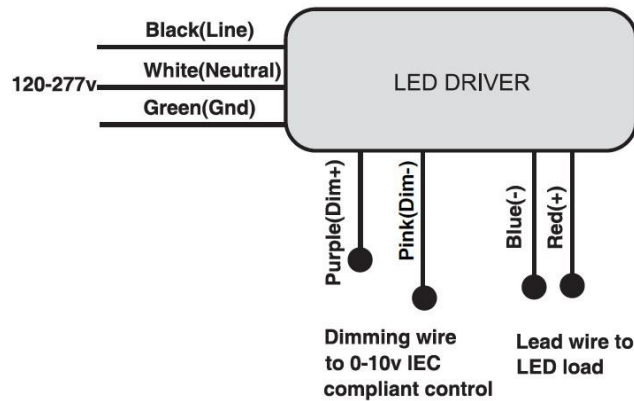 Black(Line)
120-277v
White(Neutral)
Green(Gnd)
LED DRIVER
Purple(Dim+)
Pink(Dim-)
Blue(-)
Red(+)
Dimming wire
to 0-10v IEC
compliant control
Lead wire to
LED load